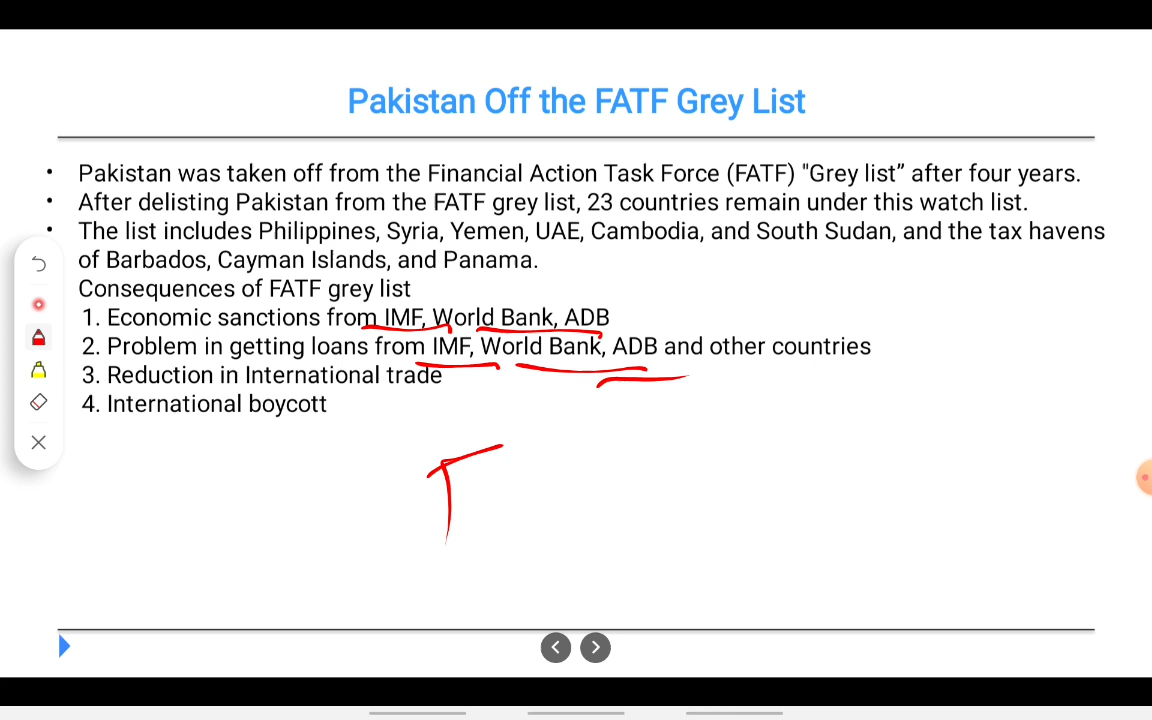 Pakistan Off the FATF Grey List
• Pakistan was taken off from the Financial Action Task Force (FATF) "Grey list” after four years.
• After delisting Pakistan from the FATF grey list, 23 countries remain under this watch list.
• The list includes Philippines, Syria, Yemen, UAE, Cambodia, and South Sudan, and the tax havens
of Barbados, Cayman Islands, and Panama.
Consequences of FATF grey list
1. Economic sanctions from IMF, World Bank, ADB
2. Problem in getting loans from IMF, World Bank, ADB and other countries
3. Reduction in International trade
4. International boycott